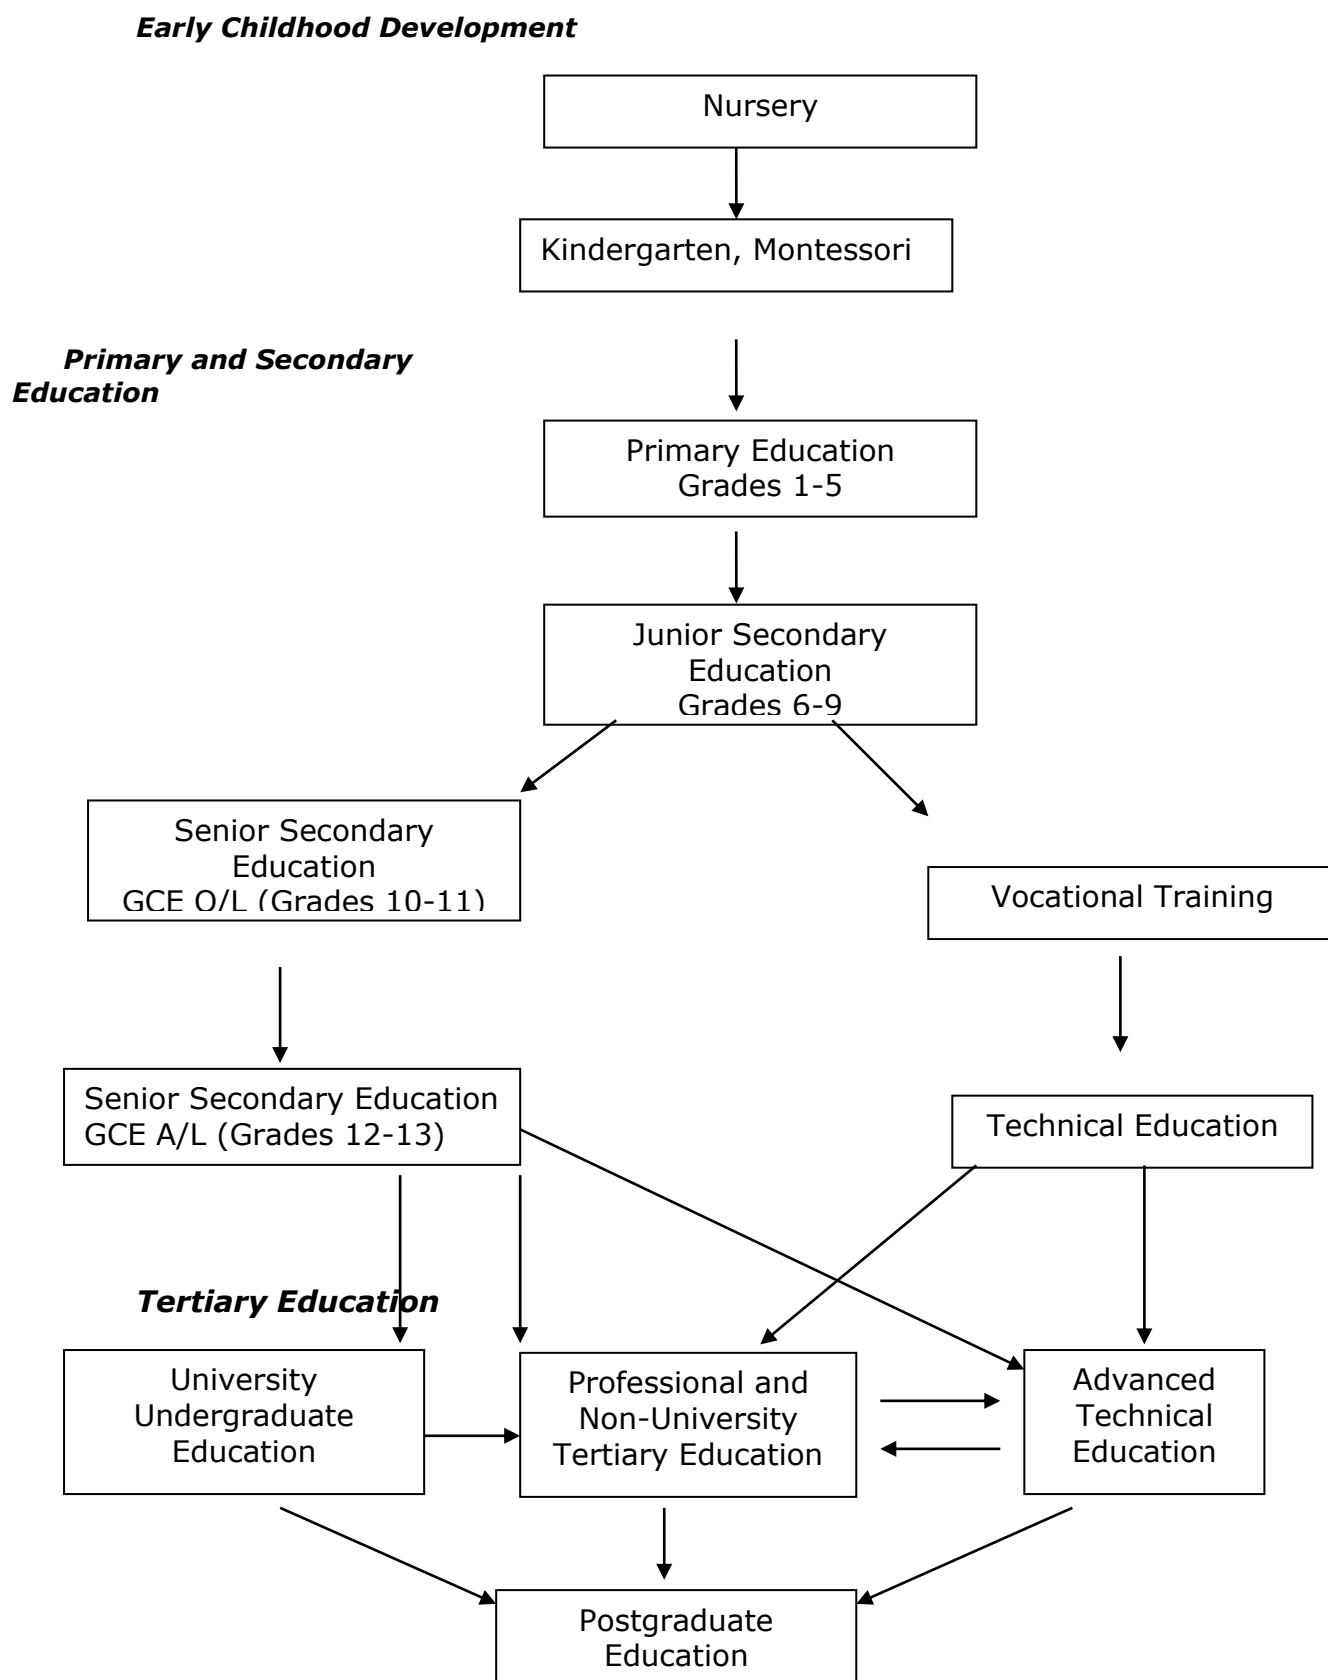 Early Childhood Development
Nursery
Kindergarten, Montessori
Primary and Secondary
Education
Primary Education
Grades 1-5
Junior Secondary
Education
Grades 6-9
Senior Secondary
Education
GCE O/L (Grades 10-11)
Vocational Training
Senior Secondary Education
GCE A/L (Grades 12-13)
Technical Education
Tertiary Education
University
Undergraduate
Education
Professional and
Non-University
Tertiary Education
Advanced
Technical
Education
Postgraduate
Education